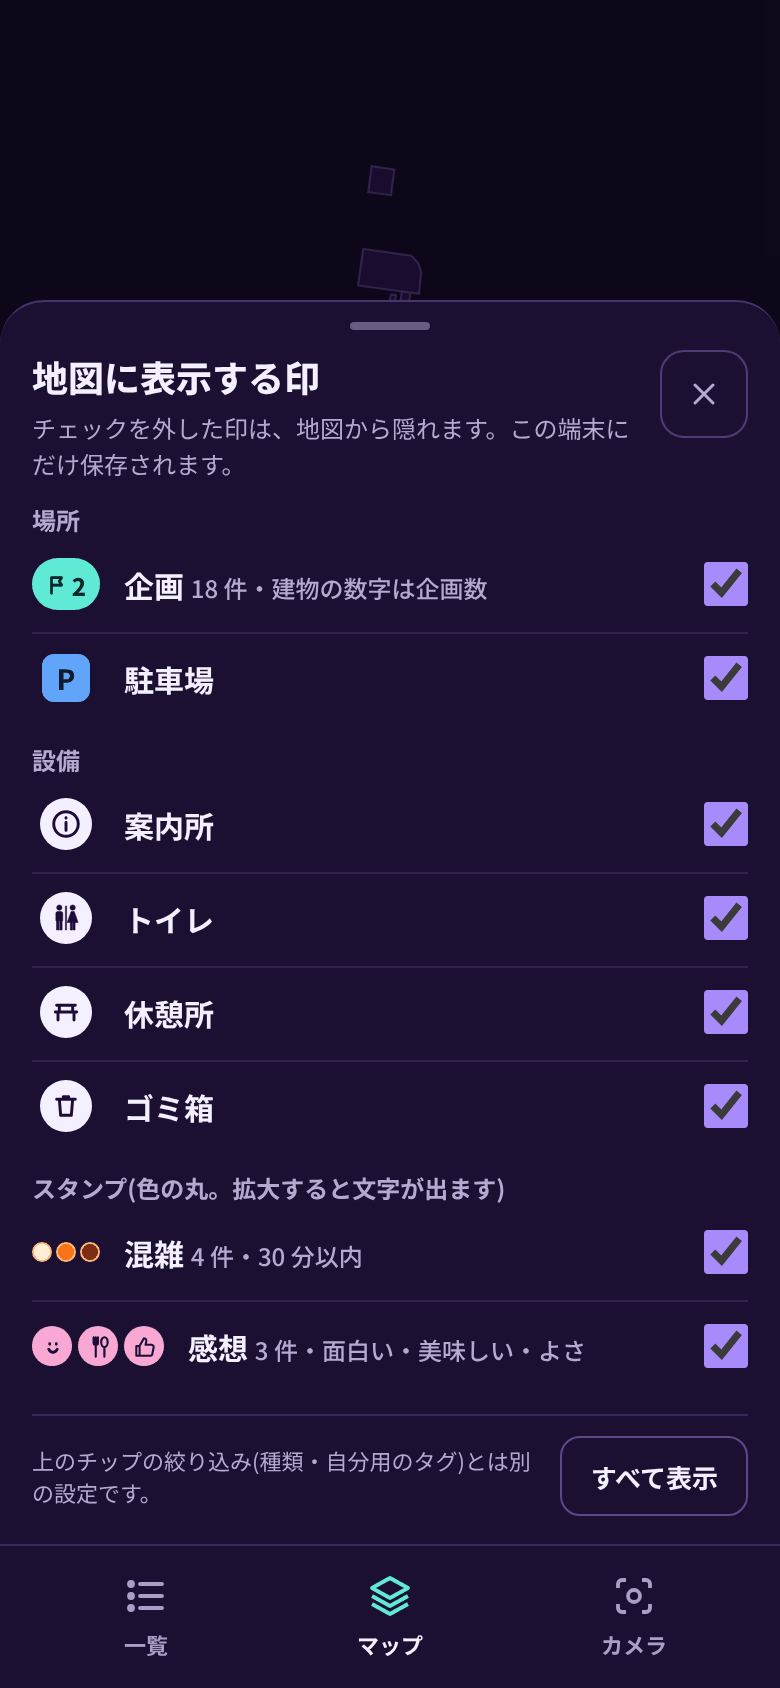 地図に表示する印
チェックを外した印は、地図から隠れます。この端末に
だけ保存されます。
場所
2 企画 18 件・建物の数字は企画数
P 駐車場
設備
案内所
トイレ
休憩所
ゴミ箱
スタンプ(色の丸。拡大すると文字が出ます)
混雑 4 件・30 分以内
感想 3 件・面白い・美味しい・よさ
上のチップの絞り込み(種類・自分用のタグ)とは別
の設定です。
すべて表示
一覧 マップ カメラ